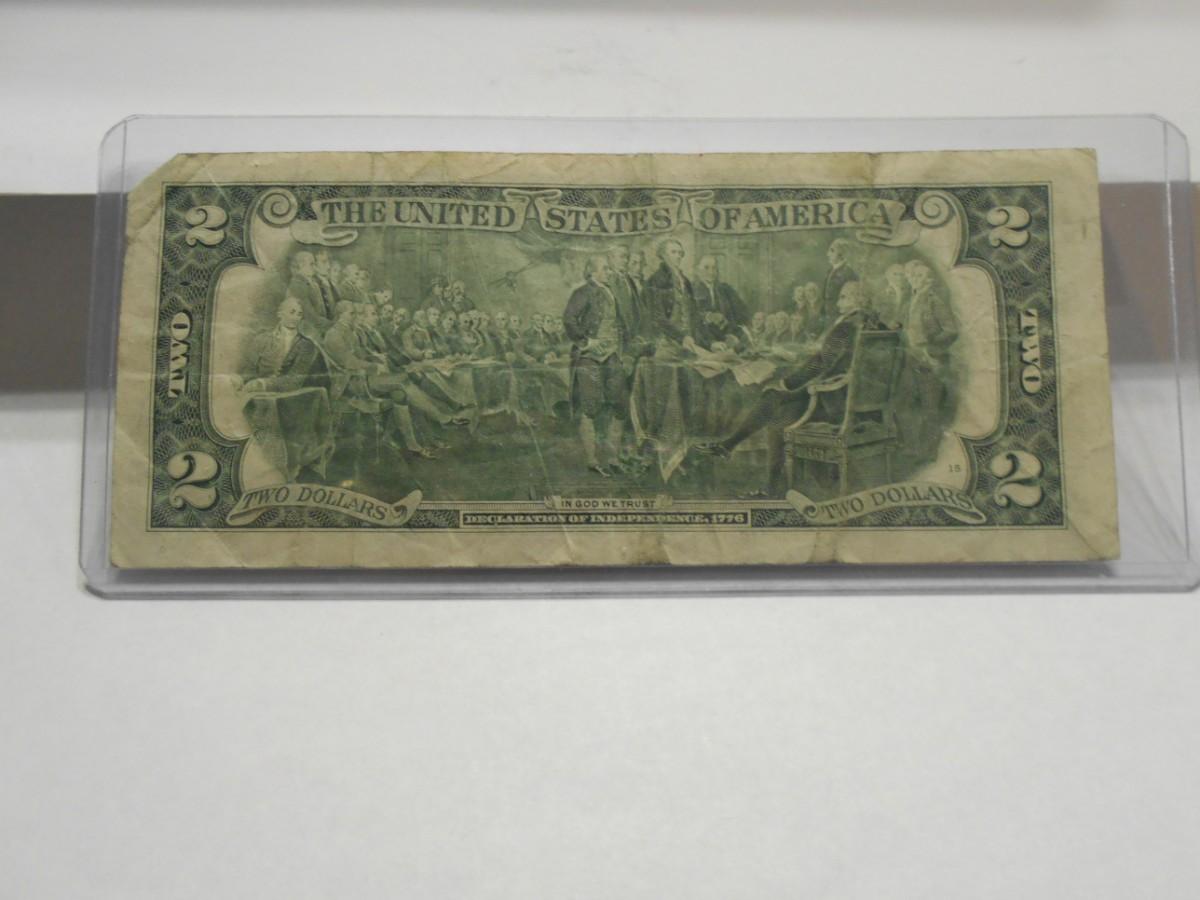 2 THE UNITED STATES OF AMERICA 2
TWO TWO
15
2 TWO DOLLARS IN GOD WE TRUST TWO DOLLARS 2
DECLARATION OF INDEPENDENCE, 1776